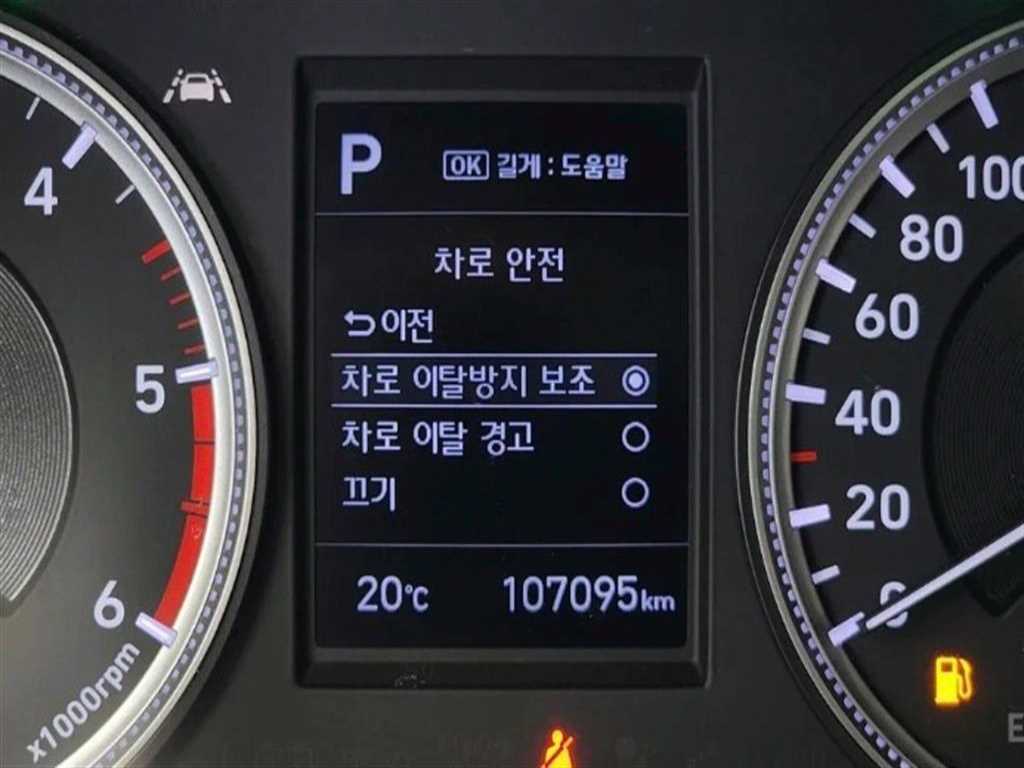 P
OK 길게 : 도움말
차로 안전
이전
차로 이탈방지 보조
차로 이탈 경고
끄기
20°C 107095km
4
5
6
x1000rpm
100
80
60
40
20
0
E